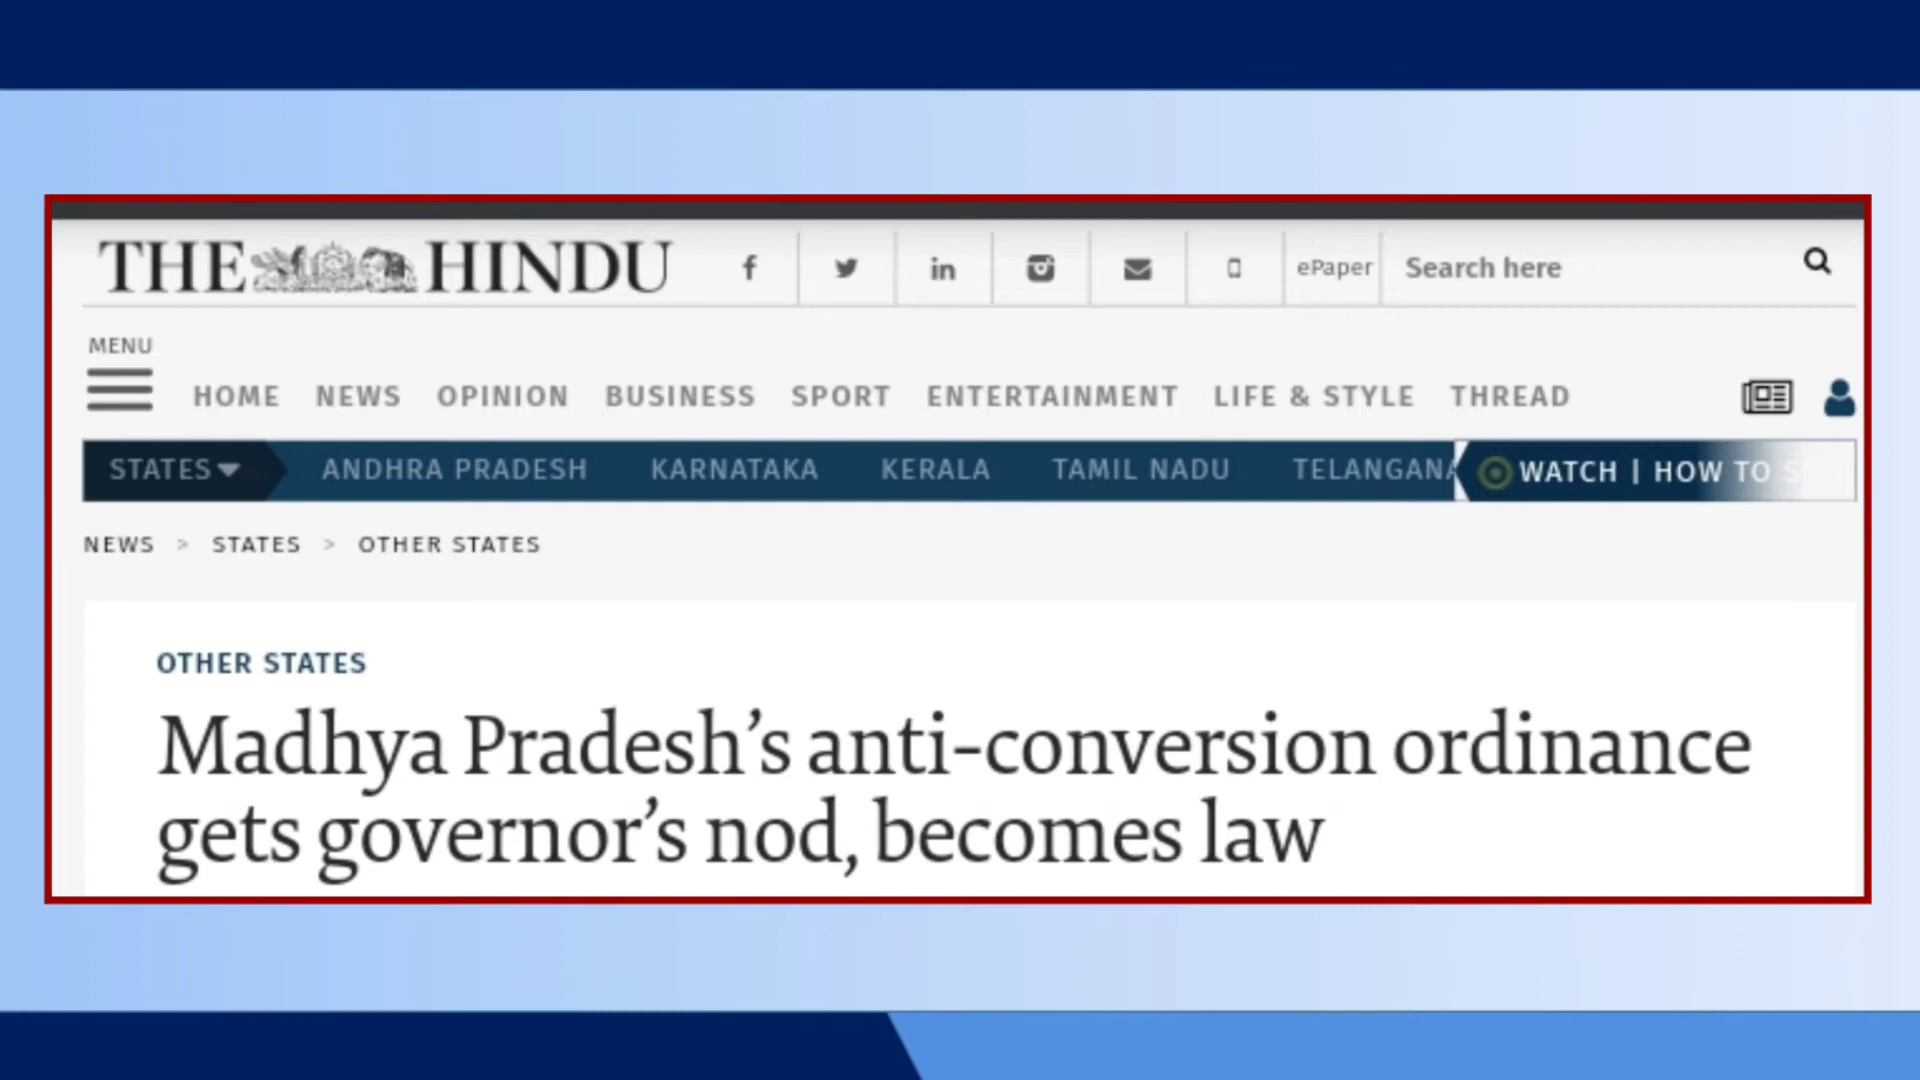 THE HINDU
ePaper
Search here
MENU
HOME NEWS OPINION BUSINESS SPORT ENTERTAINMENT LIFE & STYLE THREAD
STATES ANDHRA PRADESH KARNATAKA KERALA TAMIL NADU TELANGANA WATCH | HOW TO S
NEWS > STATES > OTHER STATES
OTHER STATES
Madhya Pradesh’s anti-conversion ordinance
gets governor’s nod, becomes law